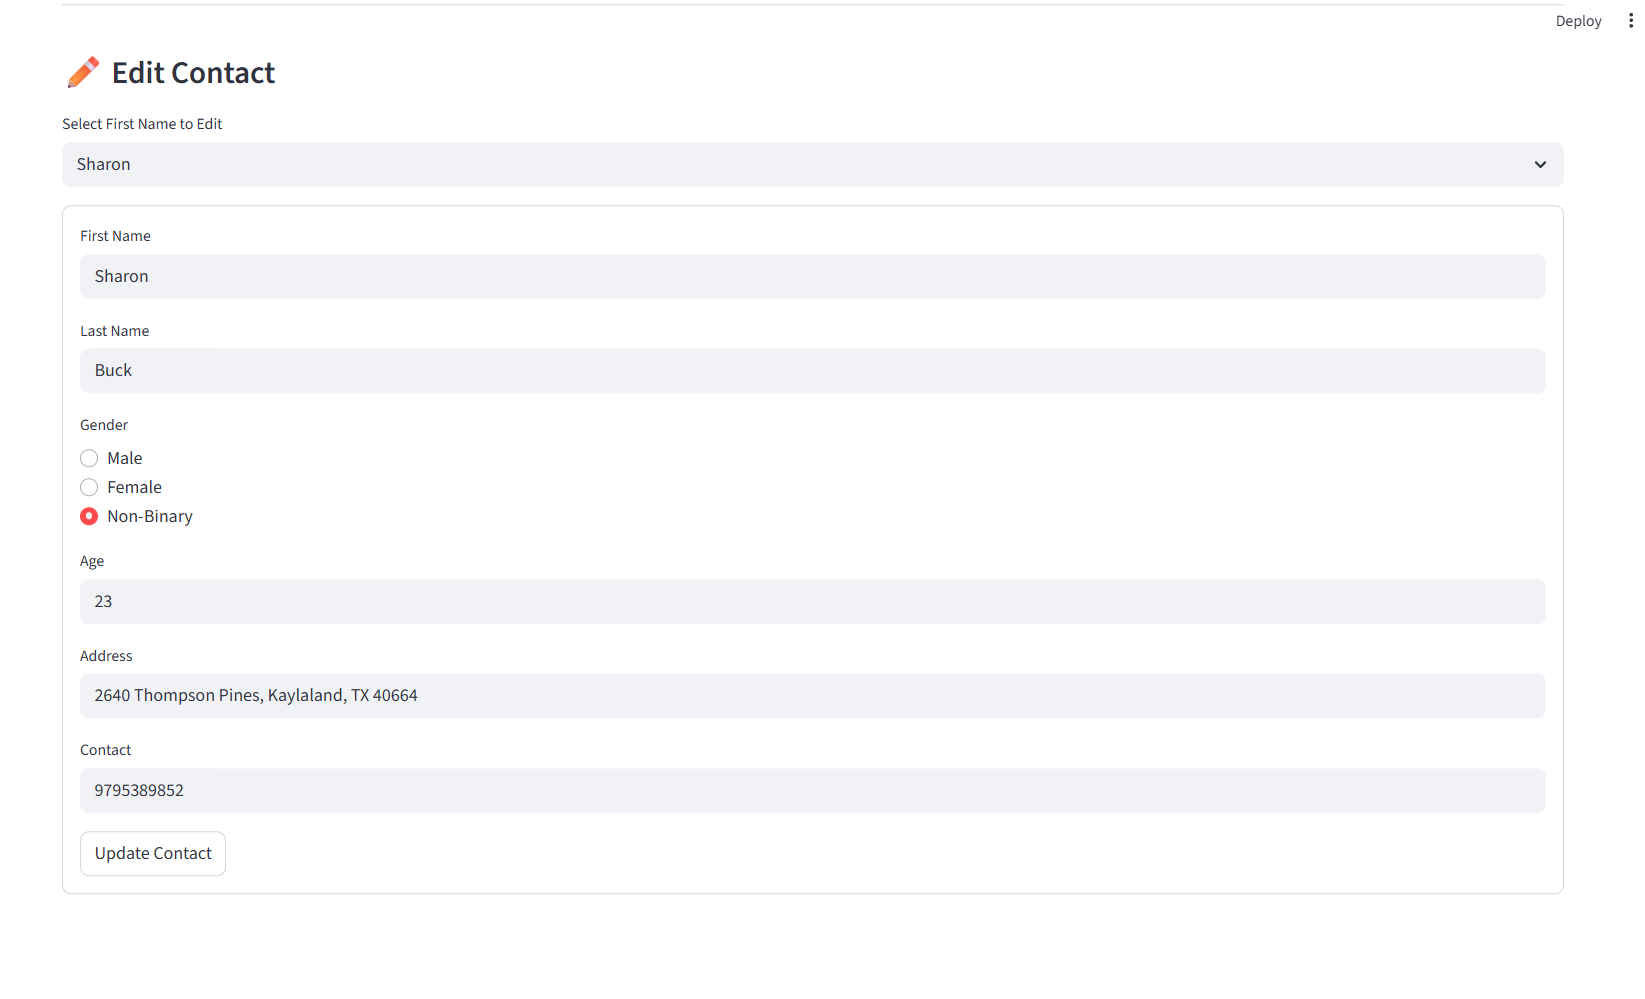 Deploy
Edit Contact
Select First Name to Edit
Sharon
First Name
Sharon
Last Name
Buck
Gender
Male
Female
Non-Binary
Age
23
Address
2640 Thompson Pines, Kaylaland, TX 40664
Contact
9795389852
Update Contact